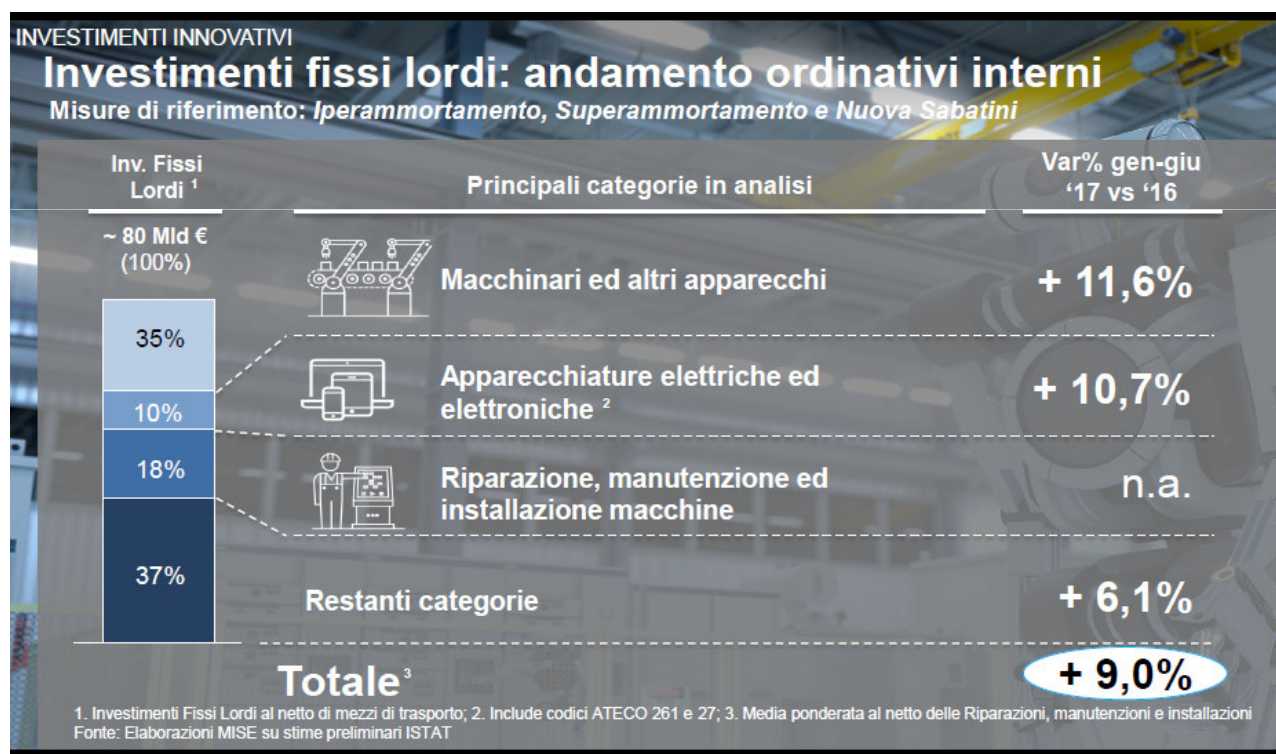 INVESTIMENTI INNOVATIVI
Investimenti fissi lordi: andamento ordinativi interni
Misure di riferimento: Iperammortamento, Superammortamento e Nuova Sabatini
Inv. Fissi
Lordi ¹
Principali categorie in analisi
Var% gen-giu
‘17 vs ‘16
~ 80 Mld €
(100%)
35%
Macchinari ed altri apparecchi
+ 11,6%
10%
Apparecchiature elettriche ed
elettroniche ²
+ 10,7%
18%
Riparazione, manutenzione ed
installazione macchine
n.a.
37%
Restanti categorie
+ 6,1%
Totale³
+ 9,0%
1. Investimenti Fissi Lordi al netto di mezzi di trasporto; 2. Include codici ATECO 261 e 27; 3. Media ponderata al netto delle Riparazioni, manutenzioni e installazioni
Fonte: Elaborazioni MISE su stime preliminari ISTAT